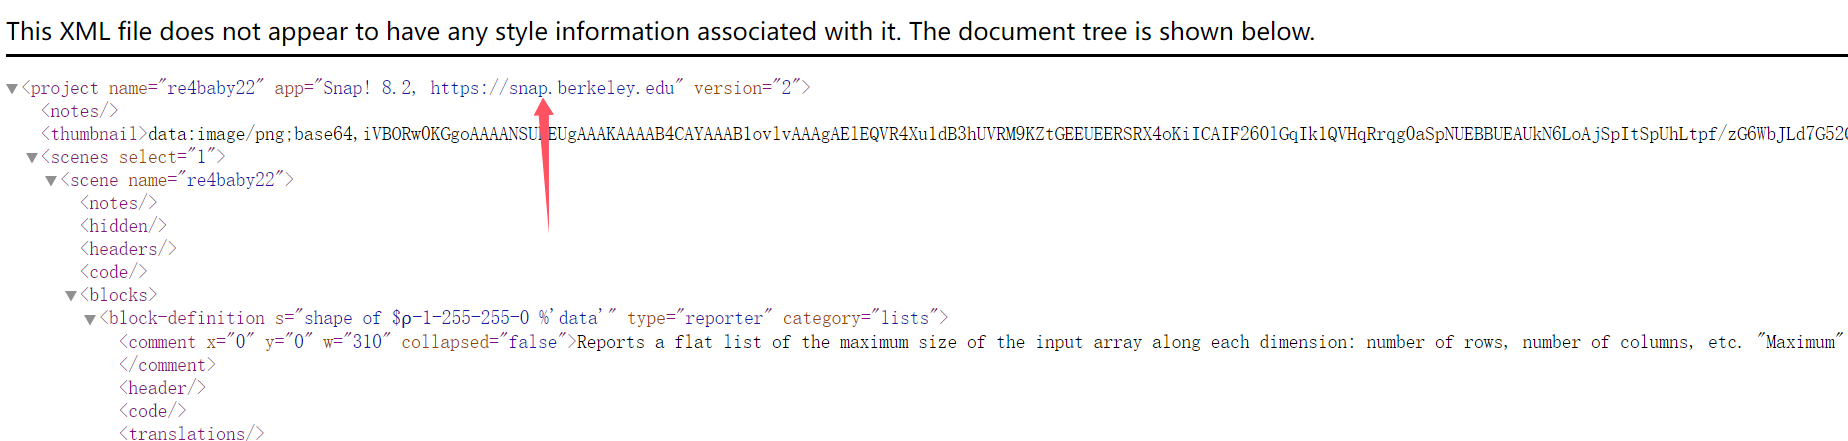 This XML file does not appear to have any style information associated with it. The document tree is shown below.
▼<project name="re4baby22" app="Snap! 8.2, https://snap.berkeley.edu" version="2">
<notes/>
<thumbnail>data:image/png;base64,
▼<scenes select="1">
▼<scene name="re4baby22">
<notes/>
<hidden/>
<headers/>
<code/>
▼<blocks>
▼<block-definition s="shape of $ρ-1-255-255-0 %'data'" type="reporter" category="lists">
<comment x="0" y="0" w="310" collapsed="false">Reports a flat list of the maximum size of the input array along each dimension: number of rows, number of columns, etc. "Maximum"
</comment>
<header/>
<code/>
<translations/>